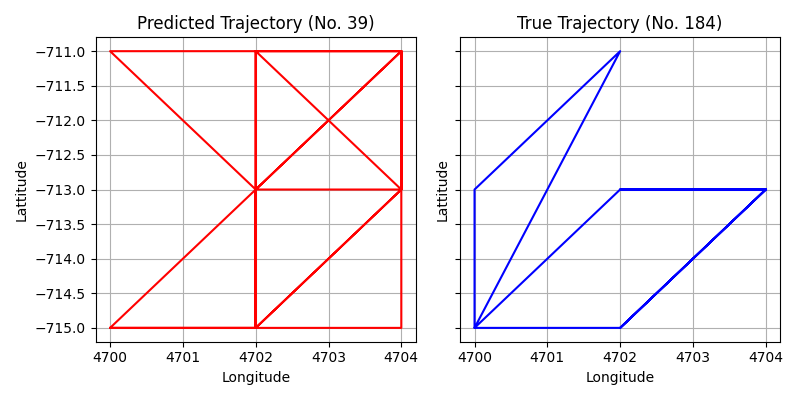 Predicted Trajectory (No. 39)
True Trajectory (No. 184)
Lattitude
−711.0
−711.5
−712.0
−712.5
−713.0
−713.5
−714.0
−714.5
−715.0
4700 4701 4702 4703 4704
Longitude
Lattitude
4700 4701 4702 4703 4704
Longitude